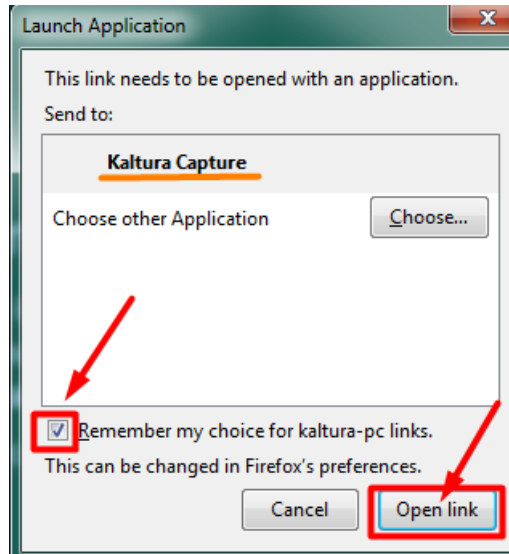 Launch Application
This link needs to be opened with an application.
Send to:
Kaltura Capture
Choose other Application
Choose...
Remember my choice for kaltura-pc links.
This can be changed in Firefox's preferences.
Cancel
Open link